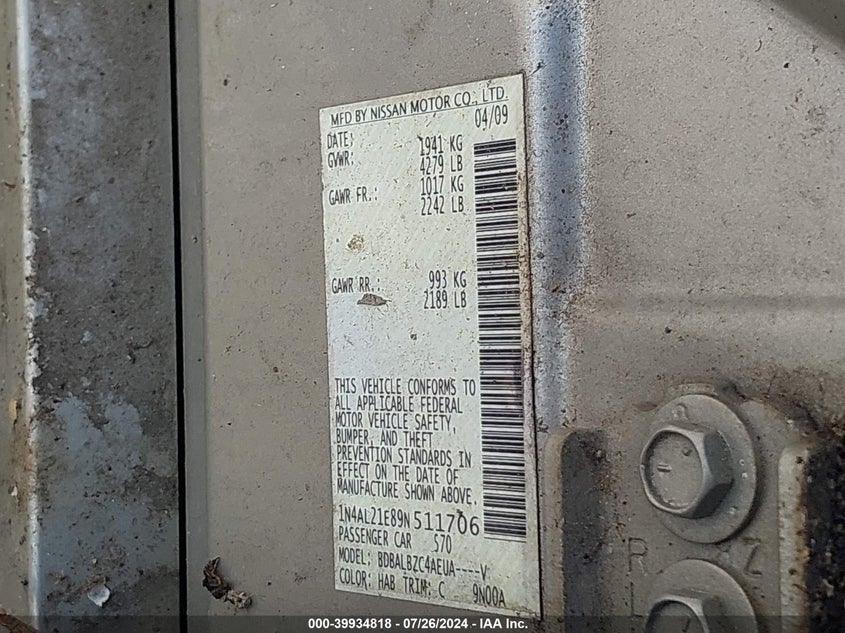 MFD BY NISSAN MOTOR CO., LTD.
DATE: 04/09
GVWR: 1941 KG
4279 LB
GAWR FR.: 1017 KG
2242 LB
GAWR RR.: 993 KG
2189 LB
THIS VEHICLE CONFORMS TO
ALL APPLICABLE FEDERAL
MOTOR VEHICLE SAFETY,
BUMPER, AND THEFT
PREVENTION STANDARDS IN
EFFECT ON THE DATE OF
MANUFACTURE SHOWN ABOVE.
1N4AL21E89N511706
PASSENGER CAR S70
MODEL: BDBALBZC4AEUA----V
COLOR: HAB TRIM: C 9N00A
R Z
L
000-39934818 - 07/26/2024 - IAA Inc.